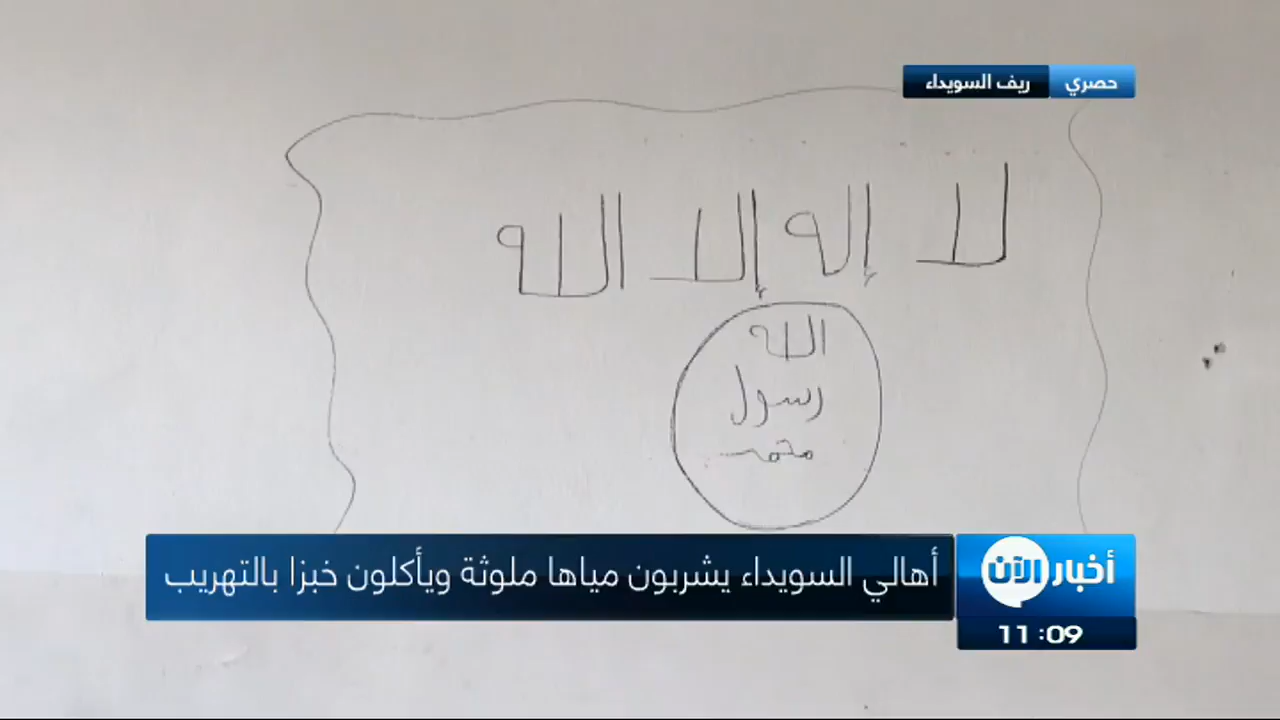 حصري ريف السويداء
لا إله إلا الله
الله
رسول
محمد
أهالي السويداء يشربون مياها ملوثة ويأكلون خبزا بالتهريب
أخبار الآن
11:09